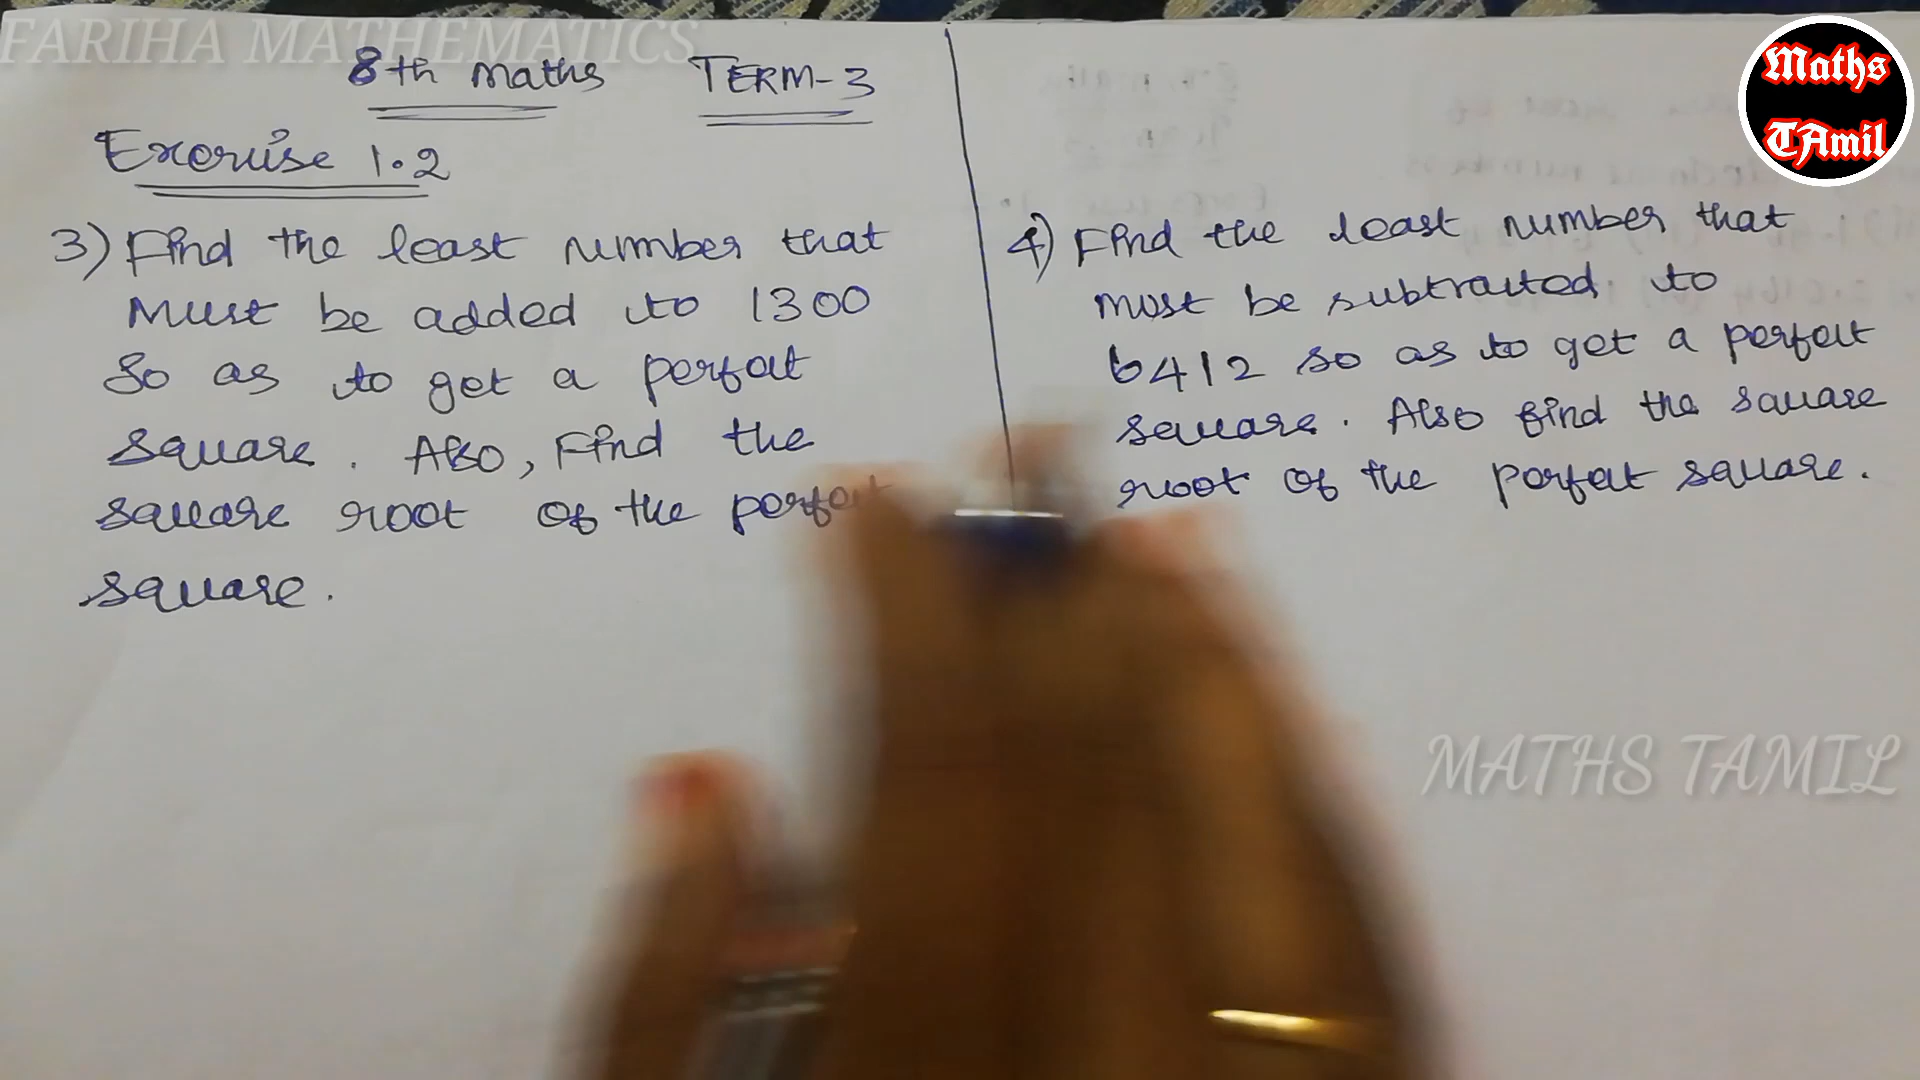 FARIHA MATHEMATICS
8th Maths TERM-3
Exercise 1.2
3) Find the least number that
Must be added to 1300
So as to get a perfect
square. Also, Find the
square root of the perfect
square.
4) Find the least number that
must be subtracted to
6412 so as to get a perfect
square. Also find the square
root of the perfect square.
Maths
TAmil
MATHS TAMIL